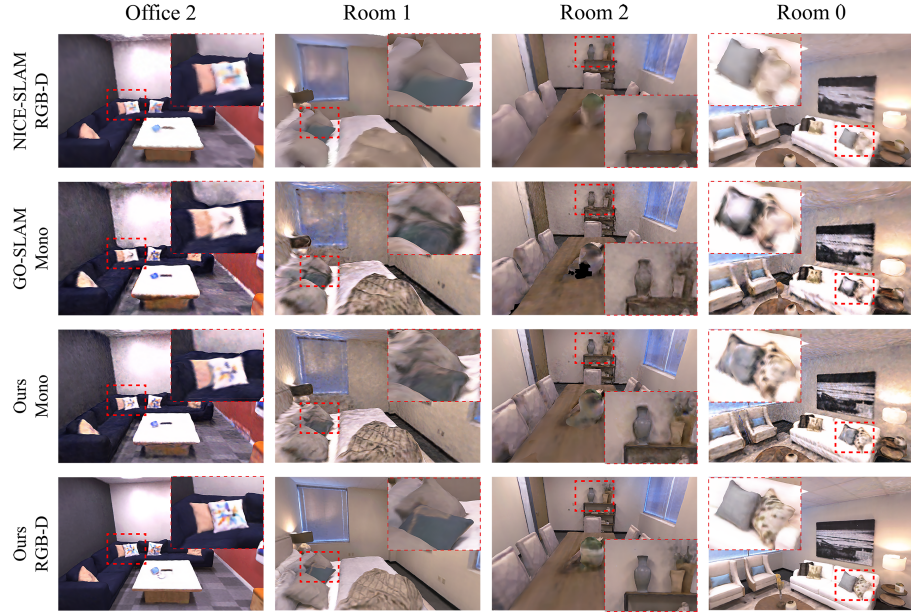 Office 2
Room 1
Room 2
Room 0
NICE-SLAM
RGB-D
GO-SLAM
Mono
Ours
Mono
Ours
RGB-D